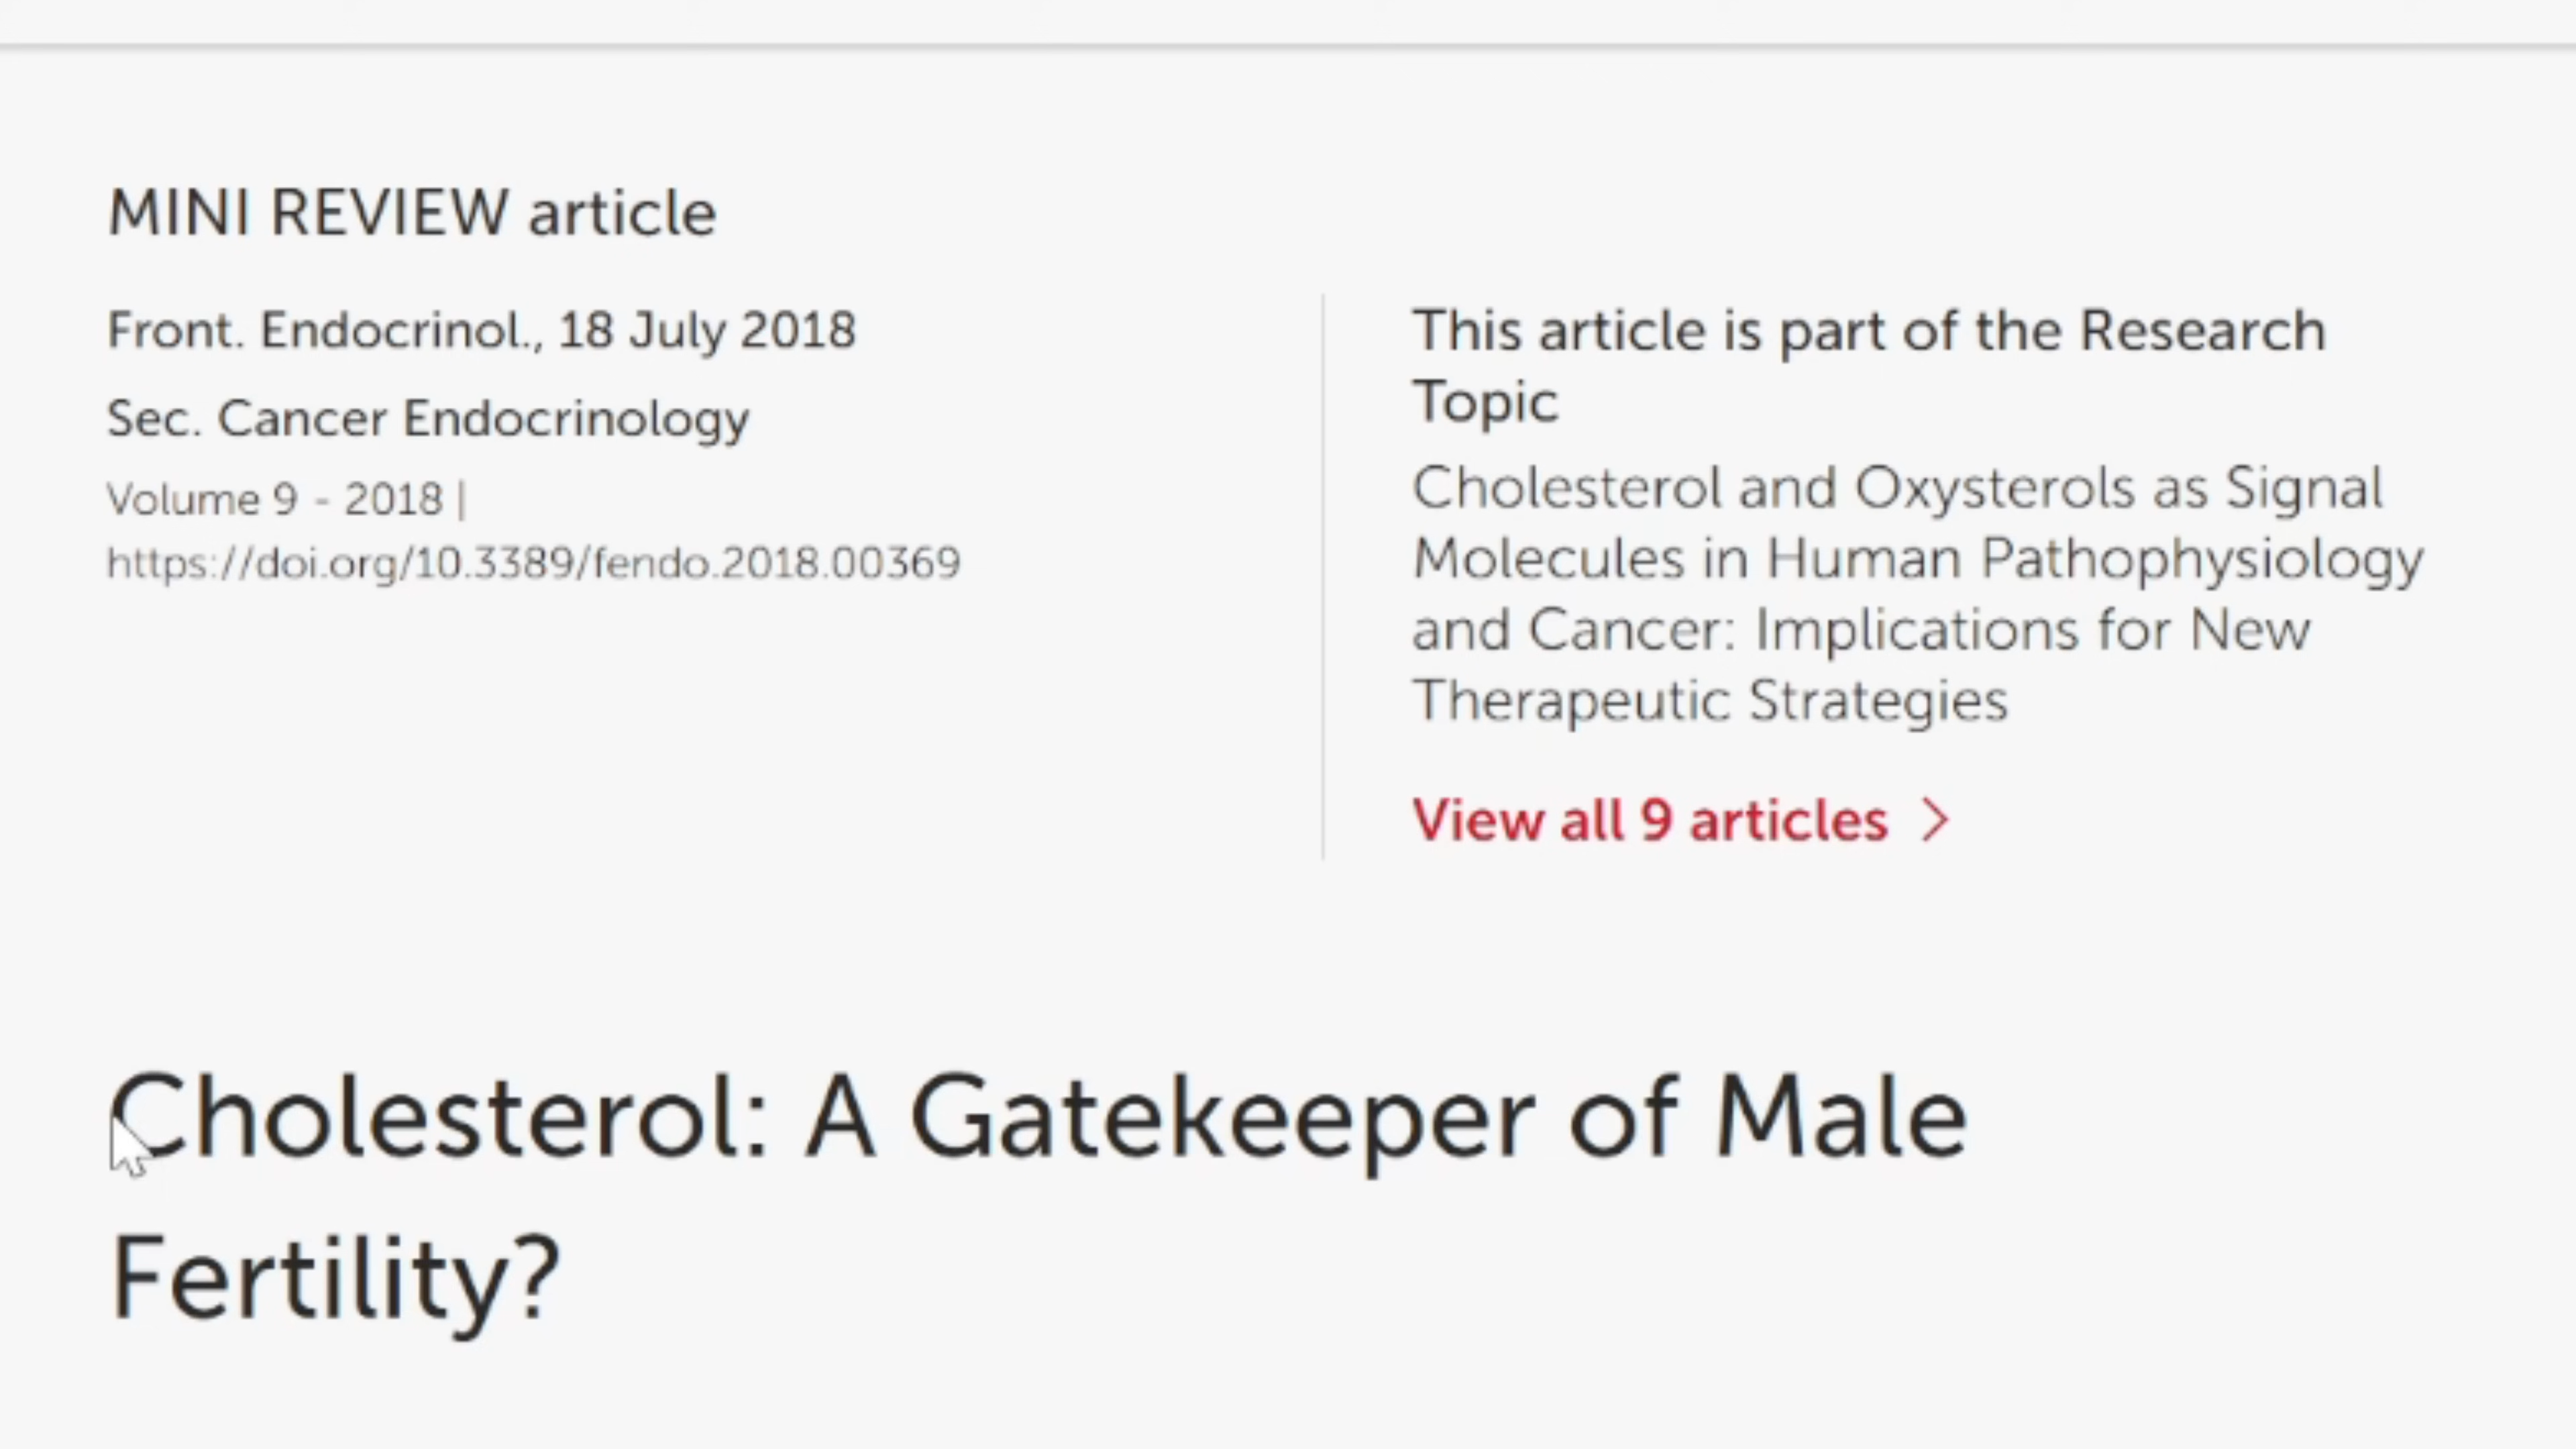 MINI REVIEW article
Front. Endocrinol., 18 July 2018
Sec. Cancer Endocrinology
Volume 9 - 2018 |
https://doi.org/10.3389/fendo.2018.00369
This article is part of the Research
Topic
Cholesterol and Oxysterols as Signal
Molecules in Human Pathophysiology
and Cancer: Implications for New
Therapeutic Strategies
View all 9 articles >
Cholesterol: A Gatekeeper of Male
Fertility?